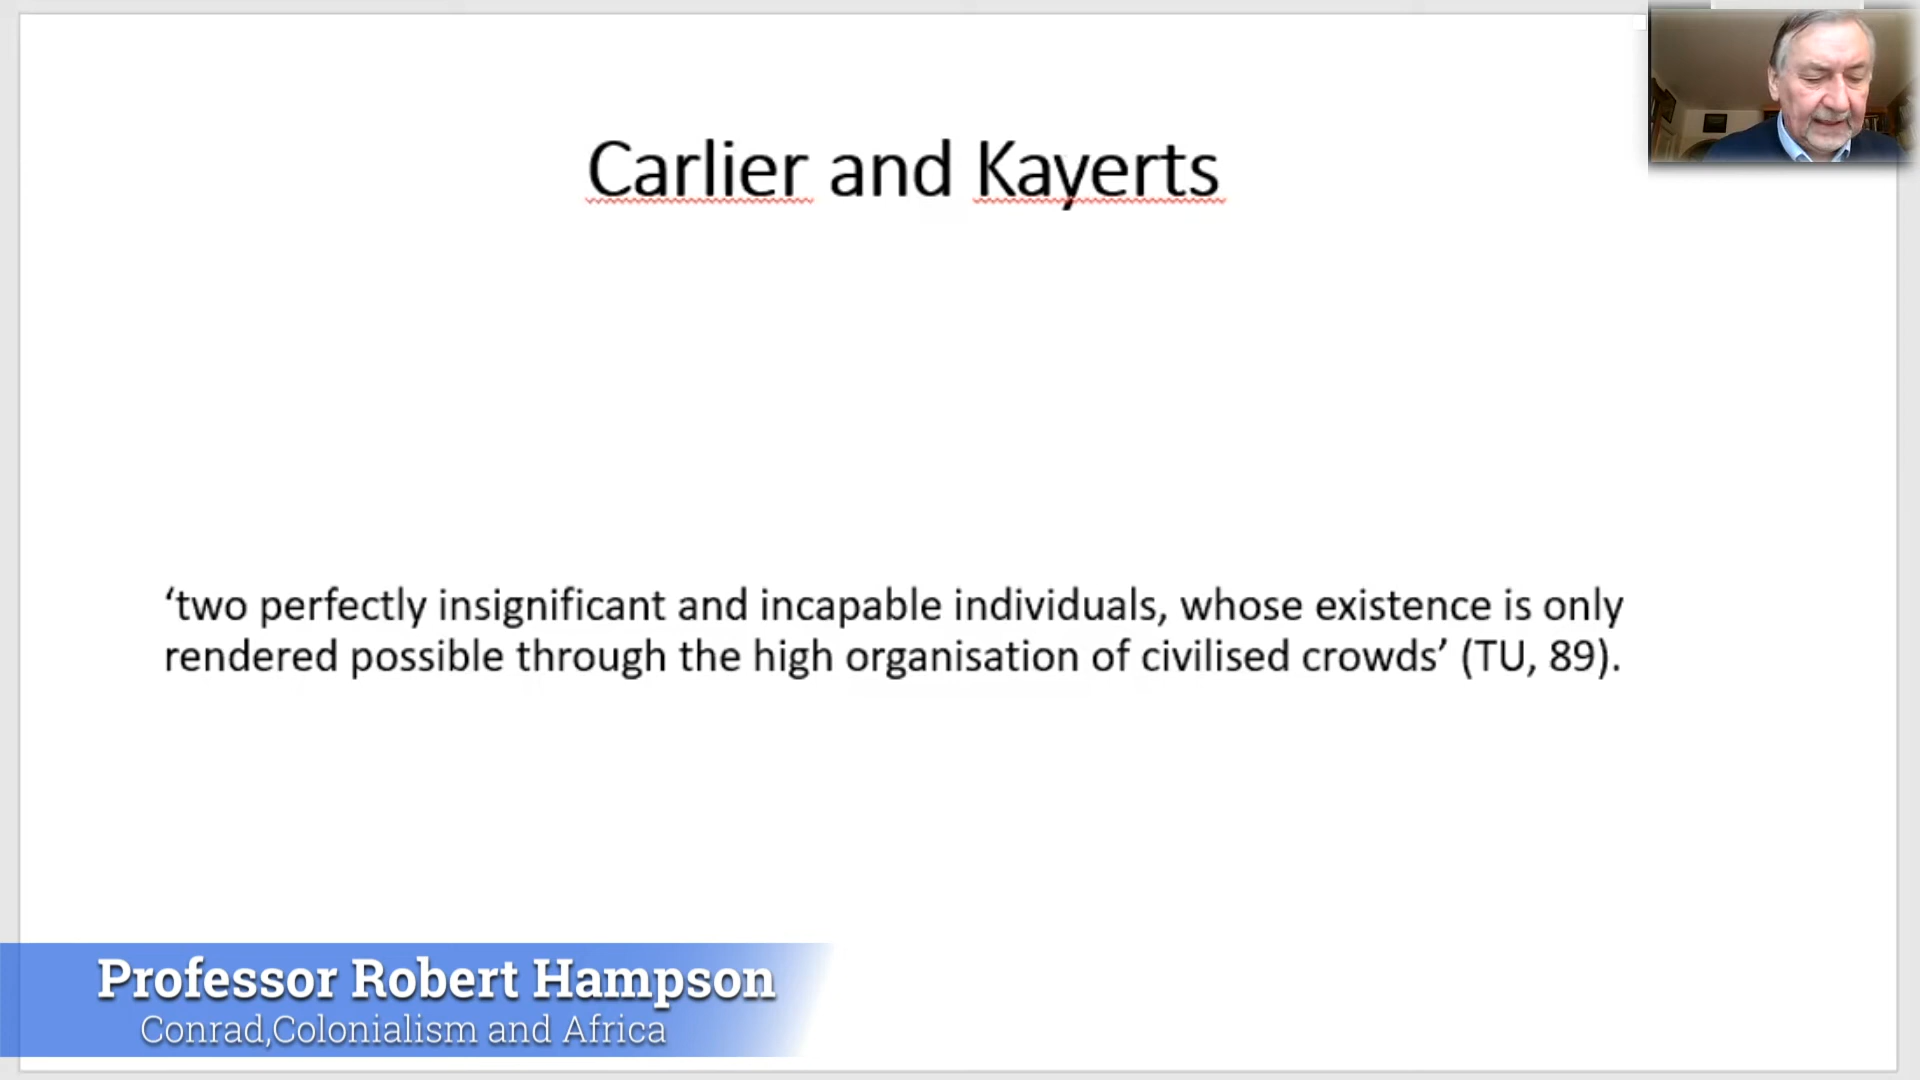 Carlier and Kayerts
‘two perfectly insignificant and incapable individuals, whose existence is only
rendered possible through the high organisation of civilised crowds’ (TU, 89).
Professor Robert Hampson
Conrad,Colonialism and Africa